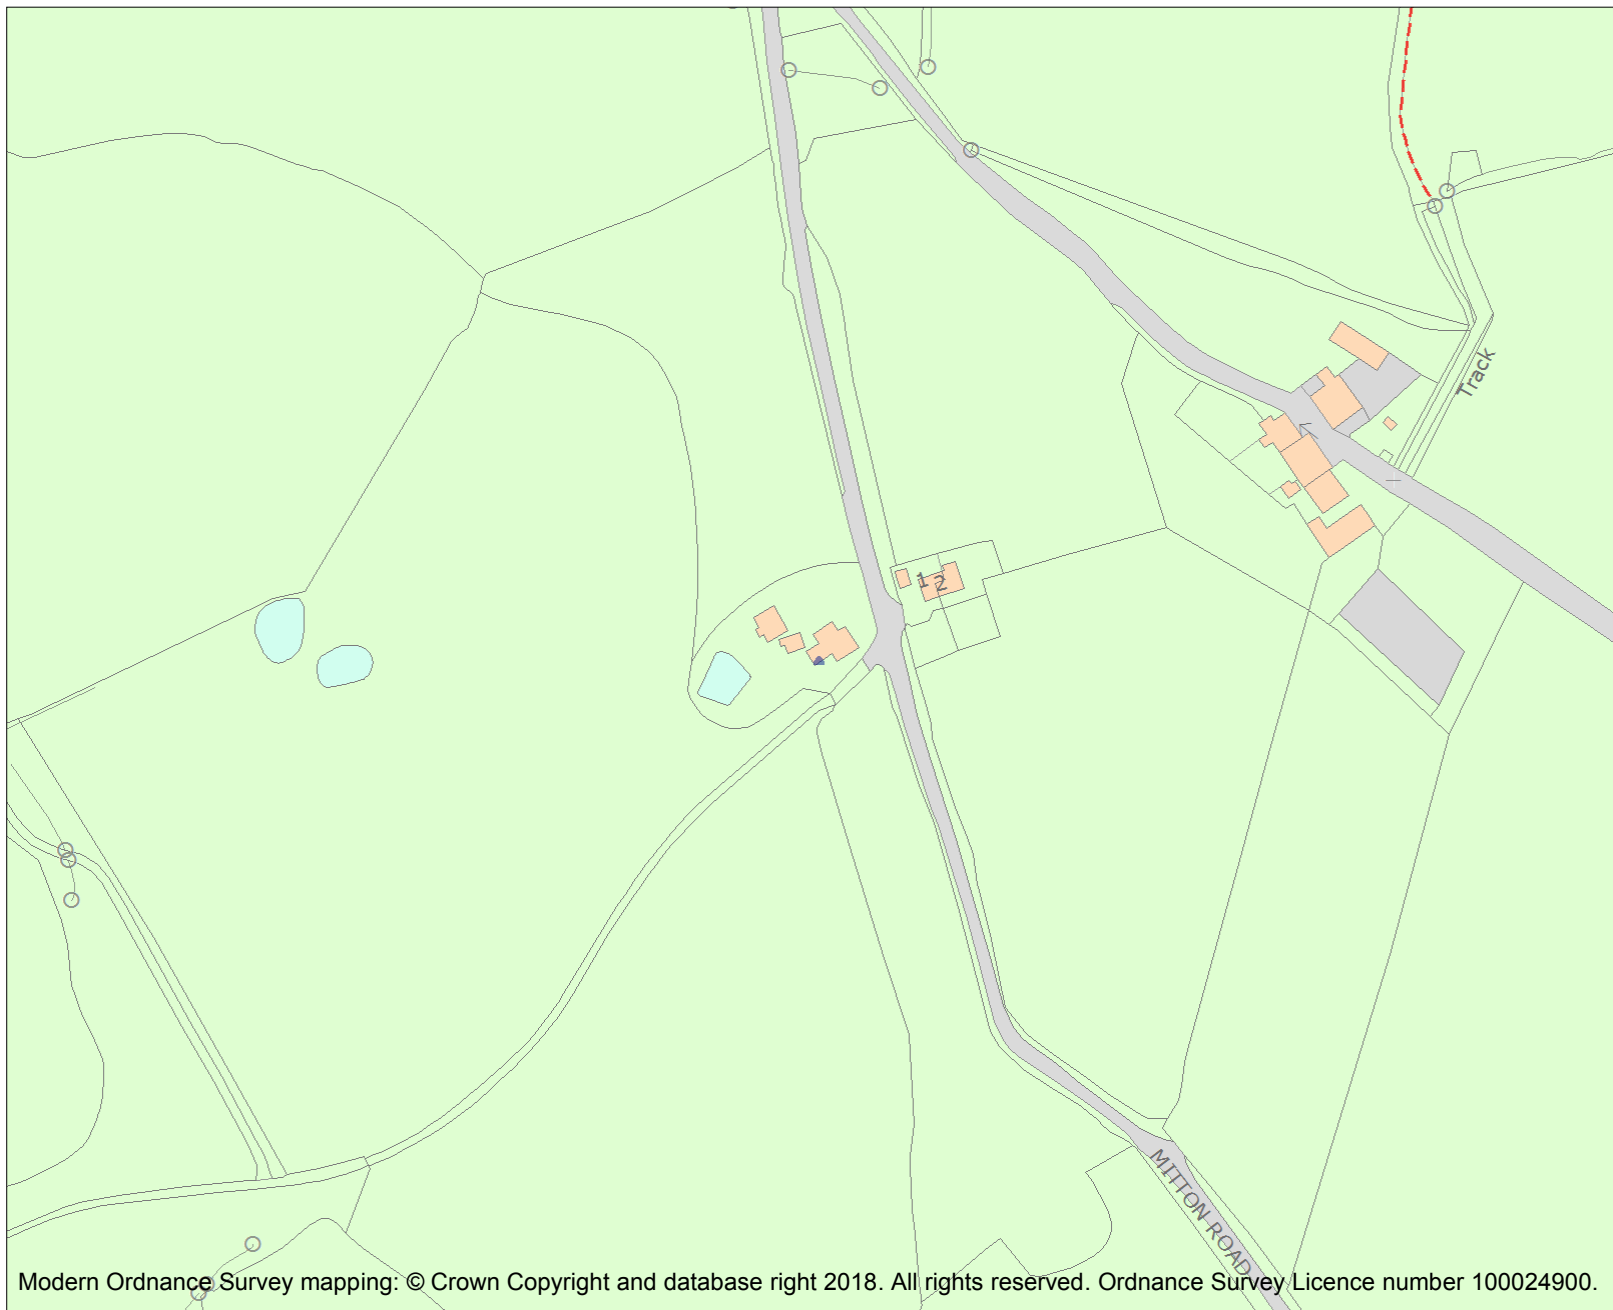 Track
1
2
MITTON ROAD
Modern Ordnance Survey mapping: © Crown Copyright and database right 2018. All rights reserved. Ordnance Survey Licence number 100024900.